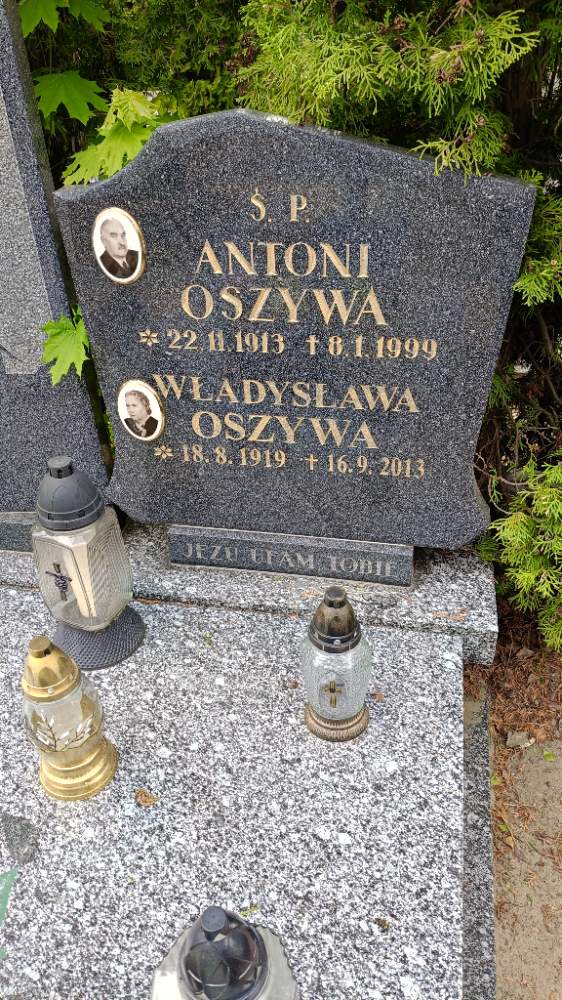 Ś. P.
ANTONI
OSZYWA
* 22.11.1913 † 8.1.1999
WŁADYSŁAWA
OSZYWA
* 18.8.1919 † 16.9.2013
JEZU UFAM TOBIE